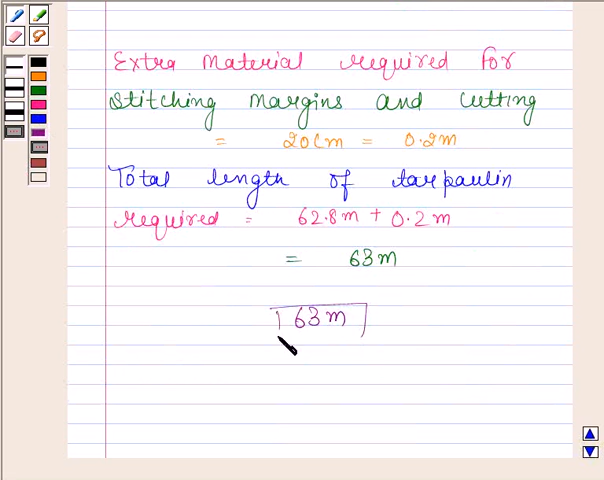 Extra material required for
stitching margins and cutting
= 20cm = 0.2m
Total length of tarpaulin
required = 62.8m + 0.2m
= 63m
63m